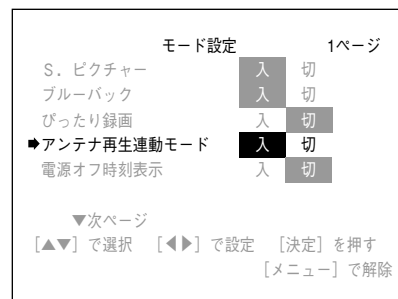 モード設定 1ページ
S．ピクチャー 入 切
ブルーバック 入 切
ぴったり録画 入 切
➡アンテナ再生連動モード 入 切
電源オフ時刻表示 入 切
▼次ページ
［▲▼］で選択 ［◀▶］で設定 ［決定］を押す
［メニュー］で解除